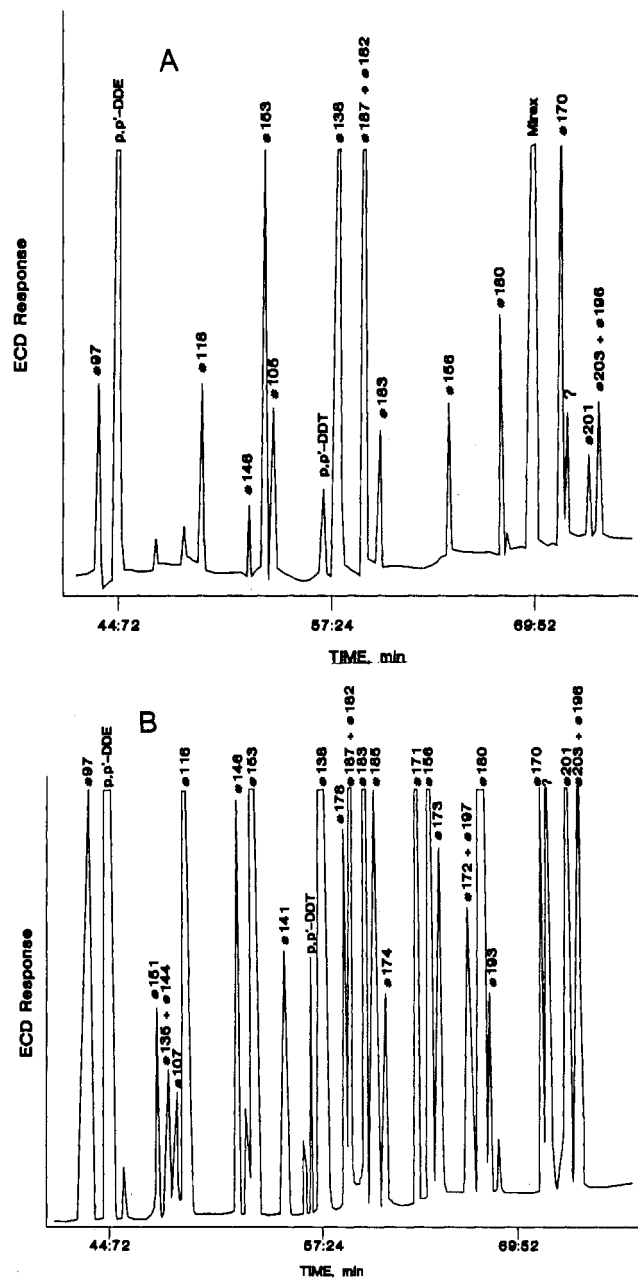 A
ECD Response
#97
p,p'-DDE
#118
#146
#153
#105
p,p'-DDT
#138
#187 + #182
#183
#156
#180
Mirex
#170
?
#201
#203 + #196
44:72
57:24
69:52
TIME, min
B
ECD Response
#97
p,p'-DDE
#151
#135 + #144
#107
#118
#146
#153
#141
p,p'-DDT
#138
#178
#187 + #182
#183
#185
#174
#171
#156
#173
#172 + #197
#180
#193
#170
?
#201
#203 + #196
44:72
57:24
69:52
TIME, min